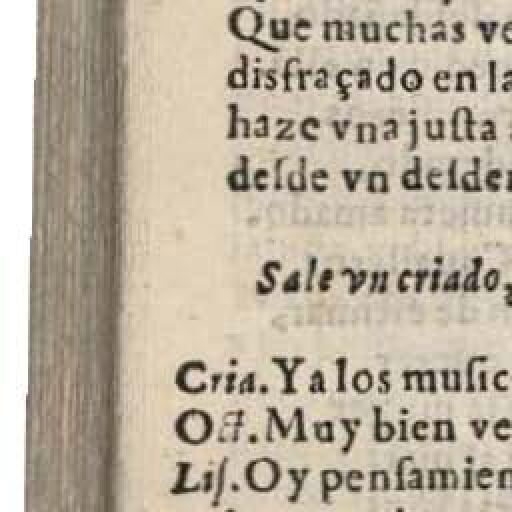 Que muchas ve
disfraçado en la
haze vna juſta
deſde vn deſden
Sale vn criado,
Cria. Ya los muſic
Oct. Muy bien ve
Liſ. Oy penſamien